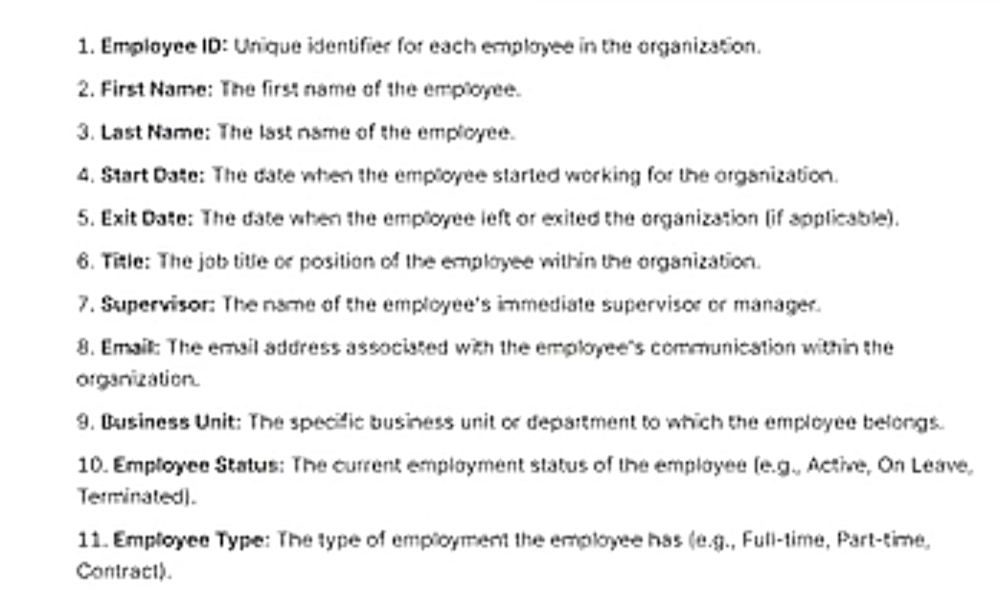 1. Employee ID: Unique identifier for each employee in the organization.
2. First Name: The first name of the employee.
3. Last Name: The last name of the employee.
4. Start Date: The date when the employee started working for the organization.
5. Exit Date: The date when the employee left or exited the organization (if applicable).
6. Title: The job title or position of the employee within the organization.
7. Supervisor: The name of the employee's immediate supervisor or manager.
8. Email: The email address associated with the employee's communication within the
organization.
9. Business Unit: The specific business unit or department to which the employee belongs.
10. Employee Status: The current employment status of the employee (e.g., Active, On Leave,
Terminated).
11. Employee Type: The type of employment the employee has (e.g., Full-time, Part-time,
Contract).